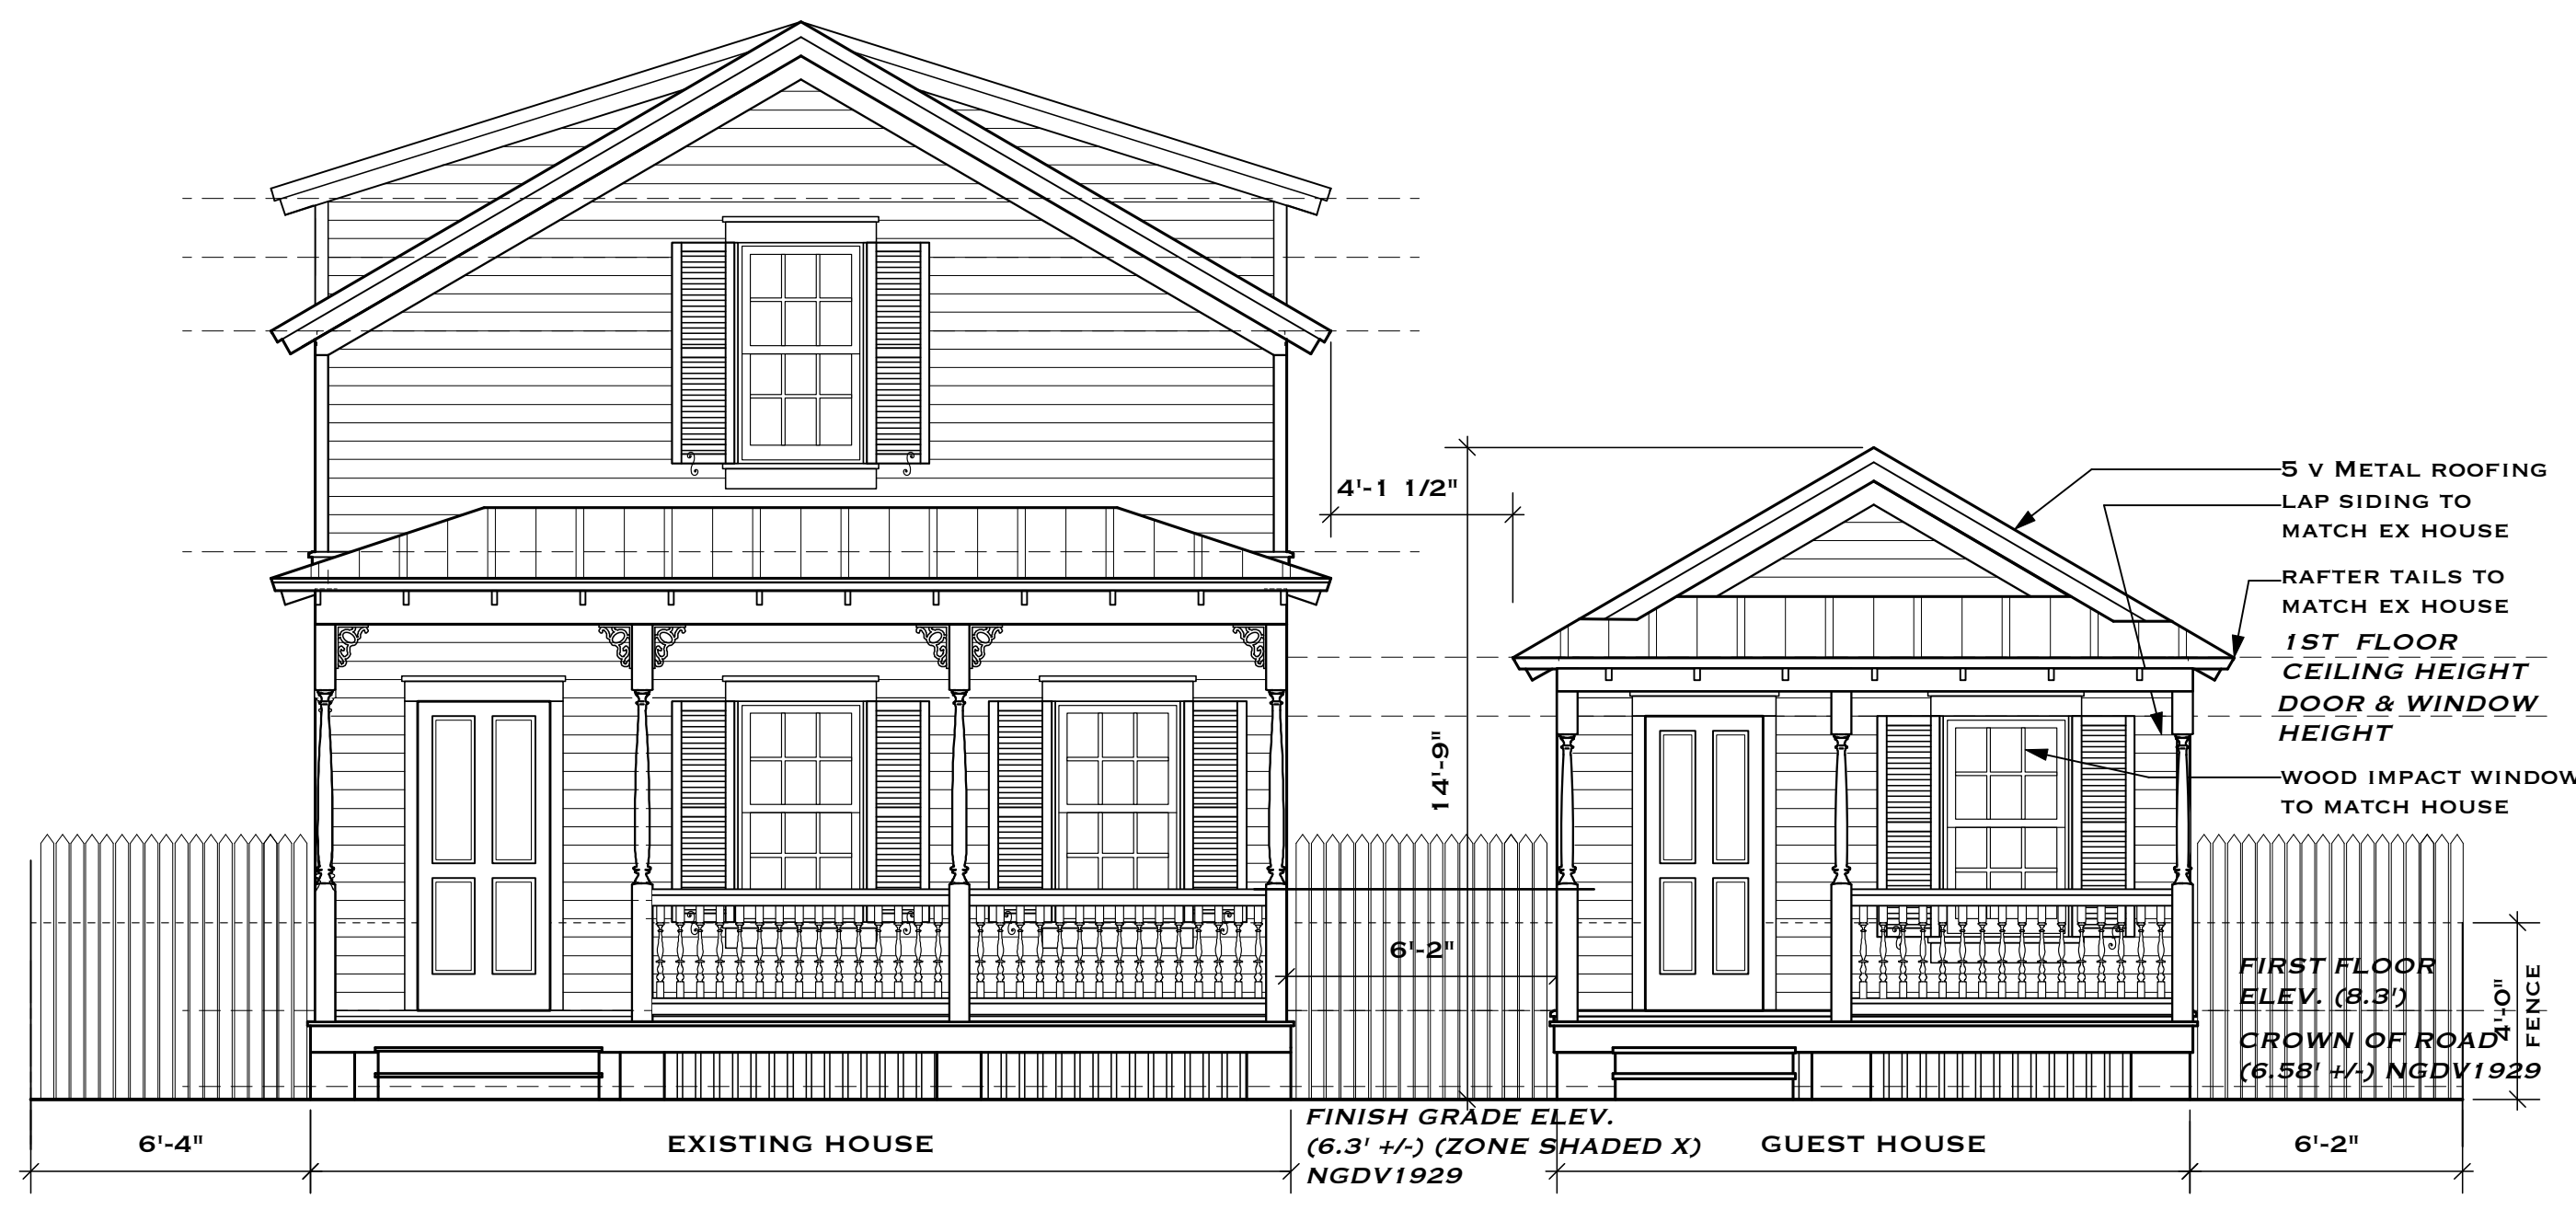 4'-1 1/2"
5 V METAL ROOFING
LAP SIDING TO
MATCH EX HOUSE
RAFTER TAILS TO
MATCH EX HOUSE
1ST FLOOR
CEILING HEIGHT
DOOR & WINDOW
HEIGHT
14'-9"
WOOD IMPACT WINDOW
TO MATCH HOUSE
6'-2"
FIRST FLOOR
ELEV. (8.3')
CROWN OF ROAD
(6.58' +/-) NGDV1929
4'-0"
FENCE
6'-4"
EXISTING HOUSE
FINISH GRADE ELEV.
(6.3' +/-) (ZONE SHADED X)
NGDV1929
GUEST HOUSE
6'-2"